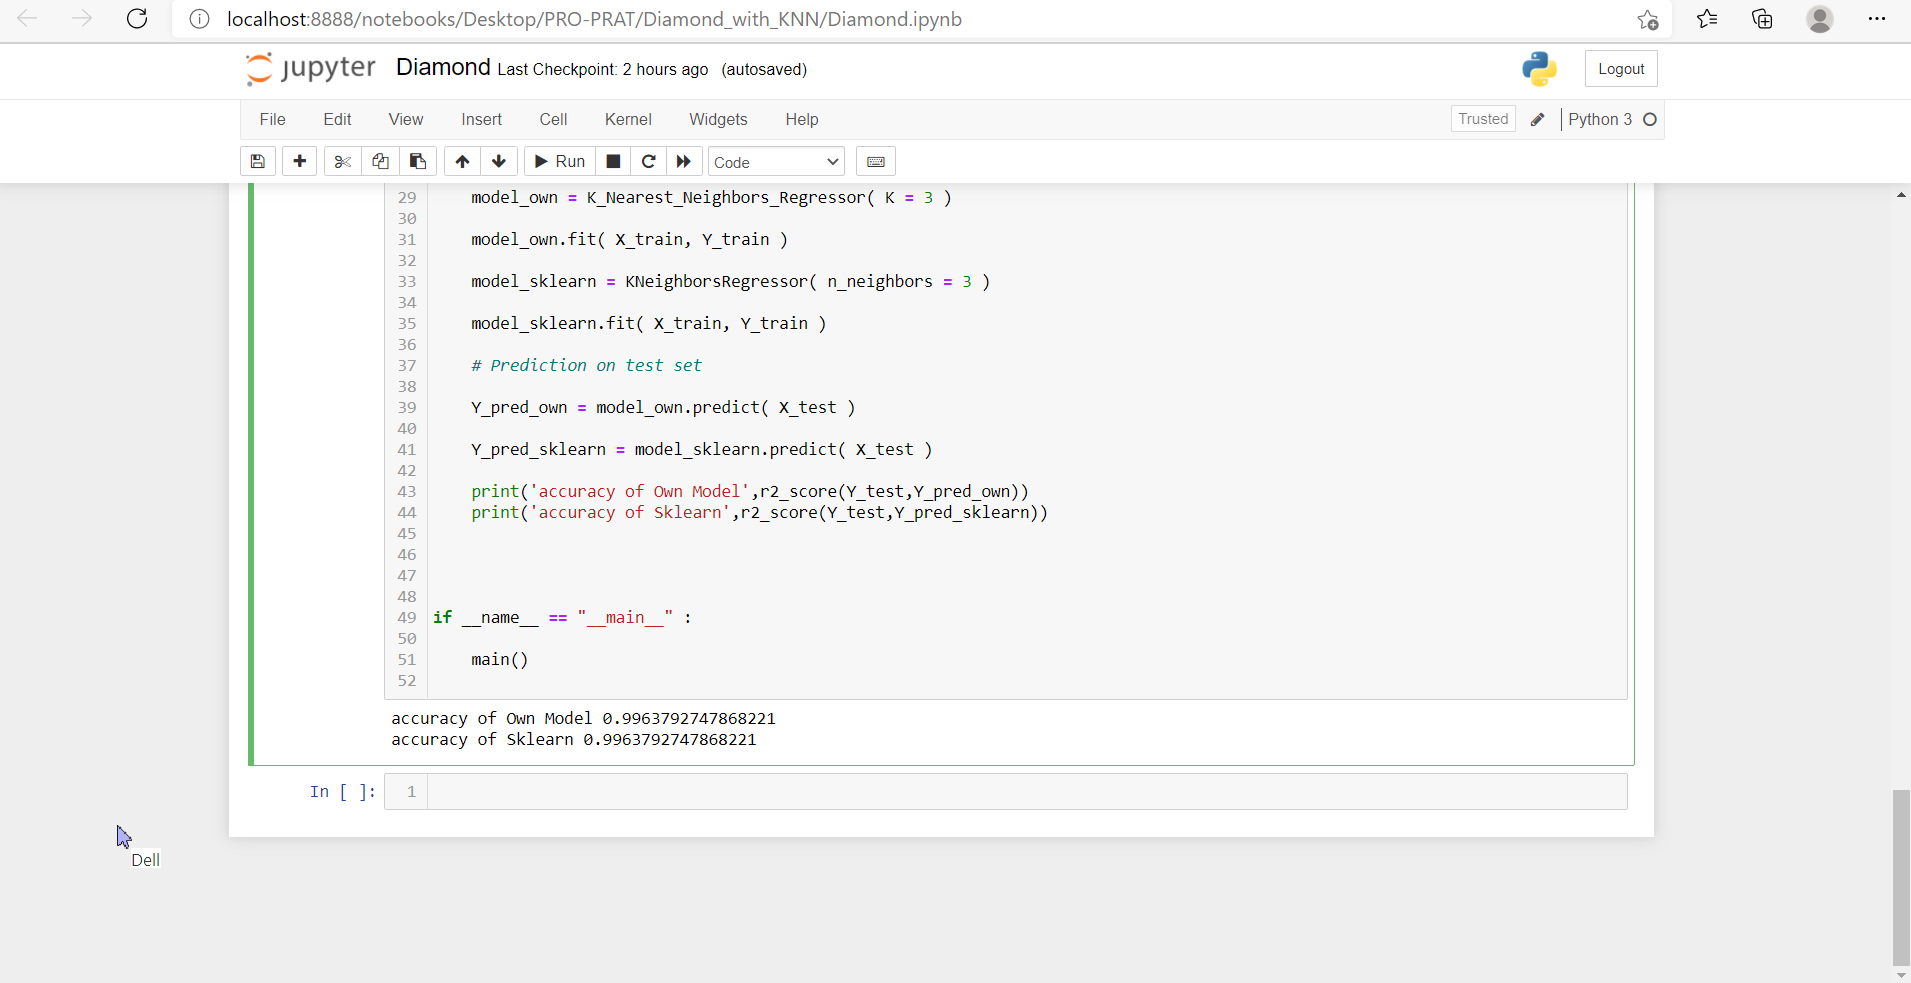 localhost:8888/notebooks/Desktop/PRO-PRAT/Diamond_with_KNN/Diamond.ipynb
jupyter Diamond Last Checkpoint: 2 hours ago (autosaved) Logout
File Edit View Insert Cell Kernel Widgets Help Trusted Python 3
Run Code
29 model_own = K_Nearest_Neighbors_Regressor( K = 3 )
30
31 model_own.fit( X_train, Y_train )
32
33 model_sklearn = KNeighborsRegressor( n_neighbors = 3 )
34
35 model_sklearn.fit( X_train, Y_train )
36
37 # Prediction on test set
38
39 Y_pred_own = model_own.predict( X_test )
40
41 Y_pred_sklearn = model_sklearn.predict( X_test )
42
43 print('accuracy of Own Model',r2_score(Y_test,Y_pred_own))
44 print('accuracy of Sklearn',r2_score(Y_test,Y_pred_sklearn))
45
46
47
48
49 if __name__ == "__main__" :
50
51 main()
52
accuracy of Own Model 0.9963792747868221
accuracy of Sklearn 0.9963792747868221
In [ ]: 1
Dell